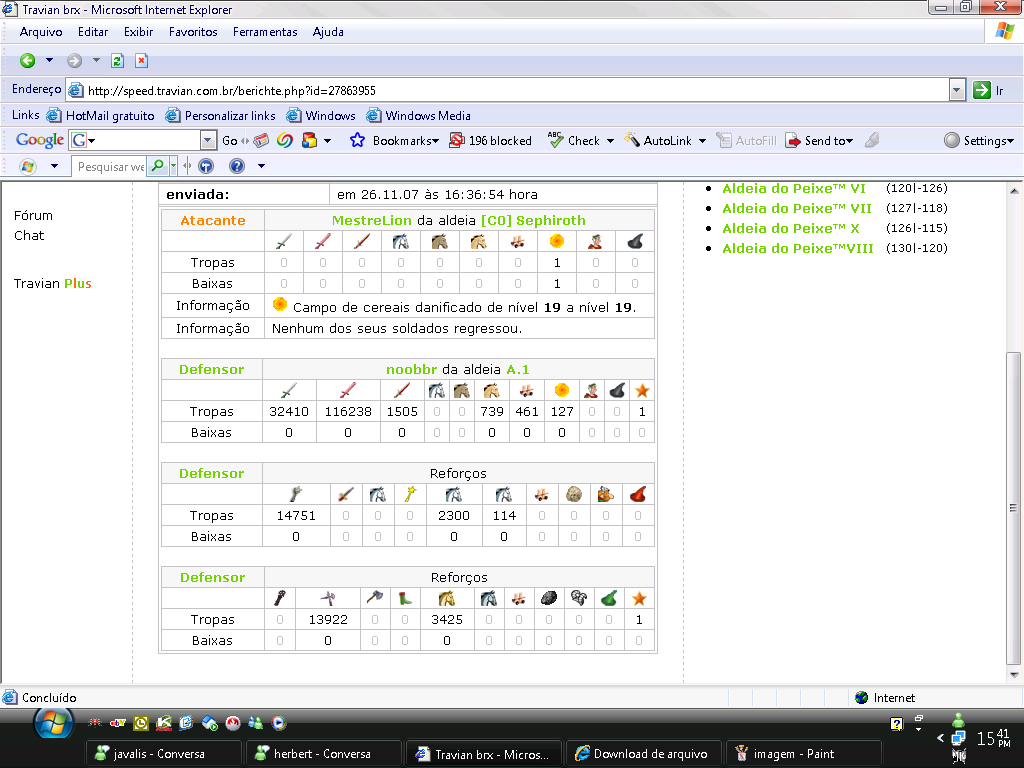 Travian brx - Microsoft Internet Explorer
Arquivo Editar Exibir Favoritos Ferramentas Ajuda
Endereço http://speed.travian.com.br/berichte.php?id=27863955 Ir
Links HotMail gratuito Personalizar links Windows Windows Media
Google G Go Bookmarks 196 blocked ABC Check AutoLink AutoFill Send to Settings
Pesquisar we
Fórum
Chat
Travian Plus
enviada: em 26.11.07 às 16:36:54 hora
Atacante MestreLion da aldeia [C0] Sephiroth
Tropas 0 0 0 0 0 0 0 1 0 0
Baixas 0 0 0 0 0 0 0 1 0 0
Informação Campo de cereais danificado de nível 19 a nível 19.
Informação Nenhum dos seus soldados regressou.
Defensor noobbr da aldeia A.1
Tropas 32410 116238 1505 0 0 739 461 127 0 0 1
Baixas 0 0 0 0 0 0 0 0 0 0 0
Defensor Reforços
Tropas 14751 0 0 0 2300 114 0 0 0 0
Baixas 0 0 0 0 0 0 0 0 0 0
Defensor Reforços
Tropas 0 13922 0 0 3425 0 0 0 0 0 1
Baixas 0 0 0 0 0 0 0 0 0 0 0
Aldeia do Peixe™ VI (120|-126)
Aldeia do Peixe™ VII (127|-118)
Aldeia do Peixe™ X (126|-115)
Aldeia do Peixe™VIII (130|-120)
Concluído Internet
javalis - Conversa herbert - Conversa Travian brx - Micros... Download de arquivo imagem - Paint
15 41 PM